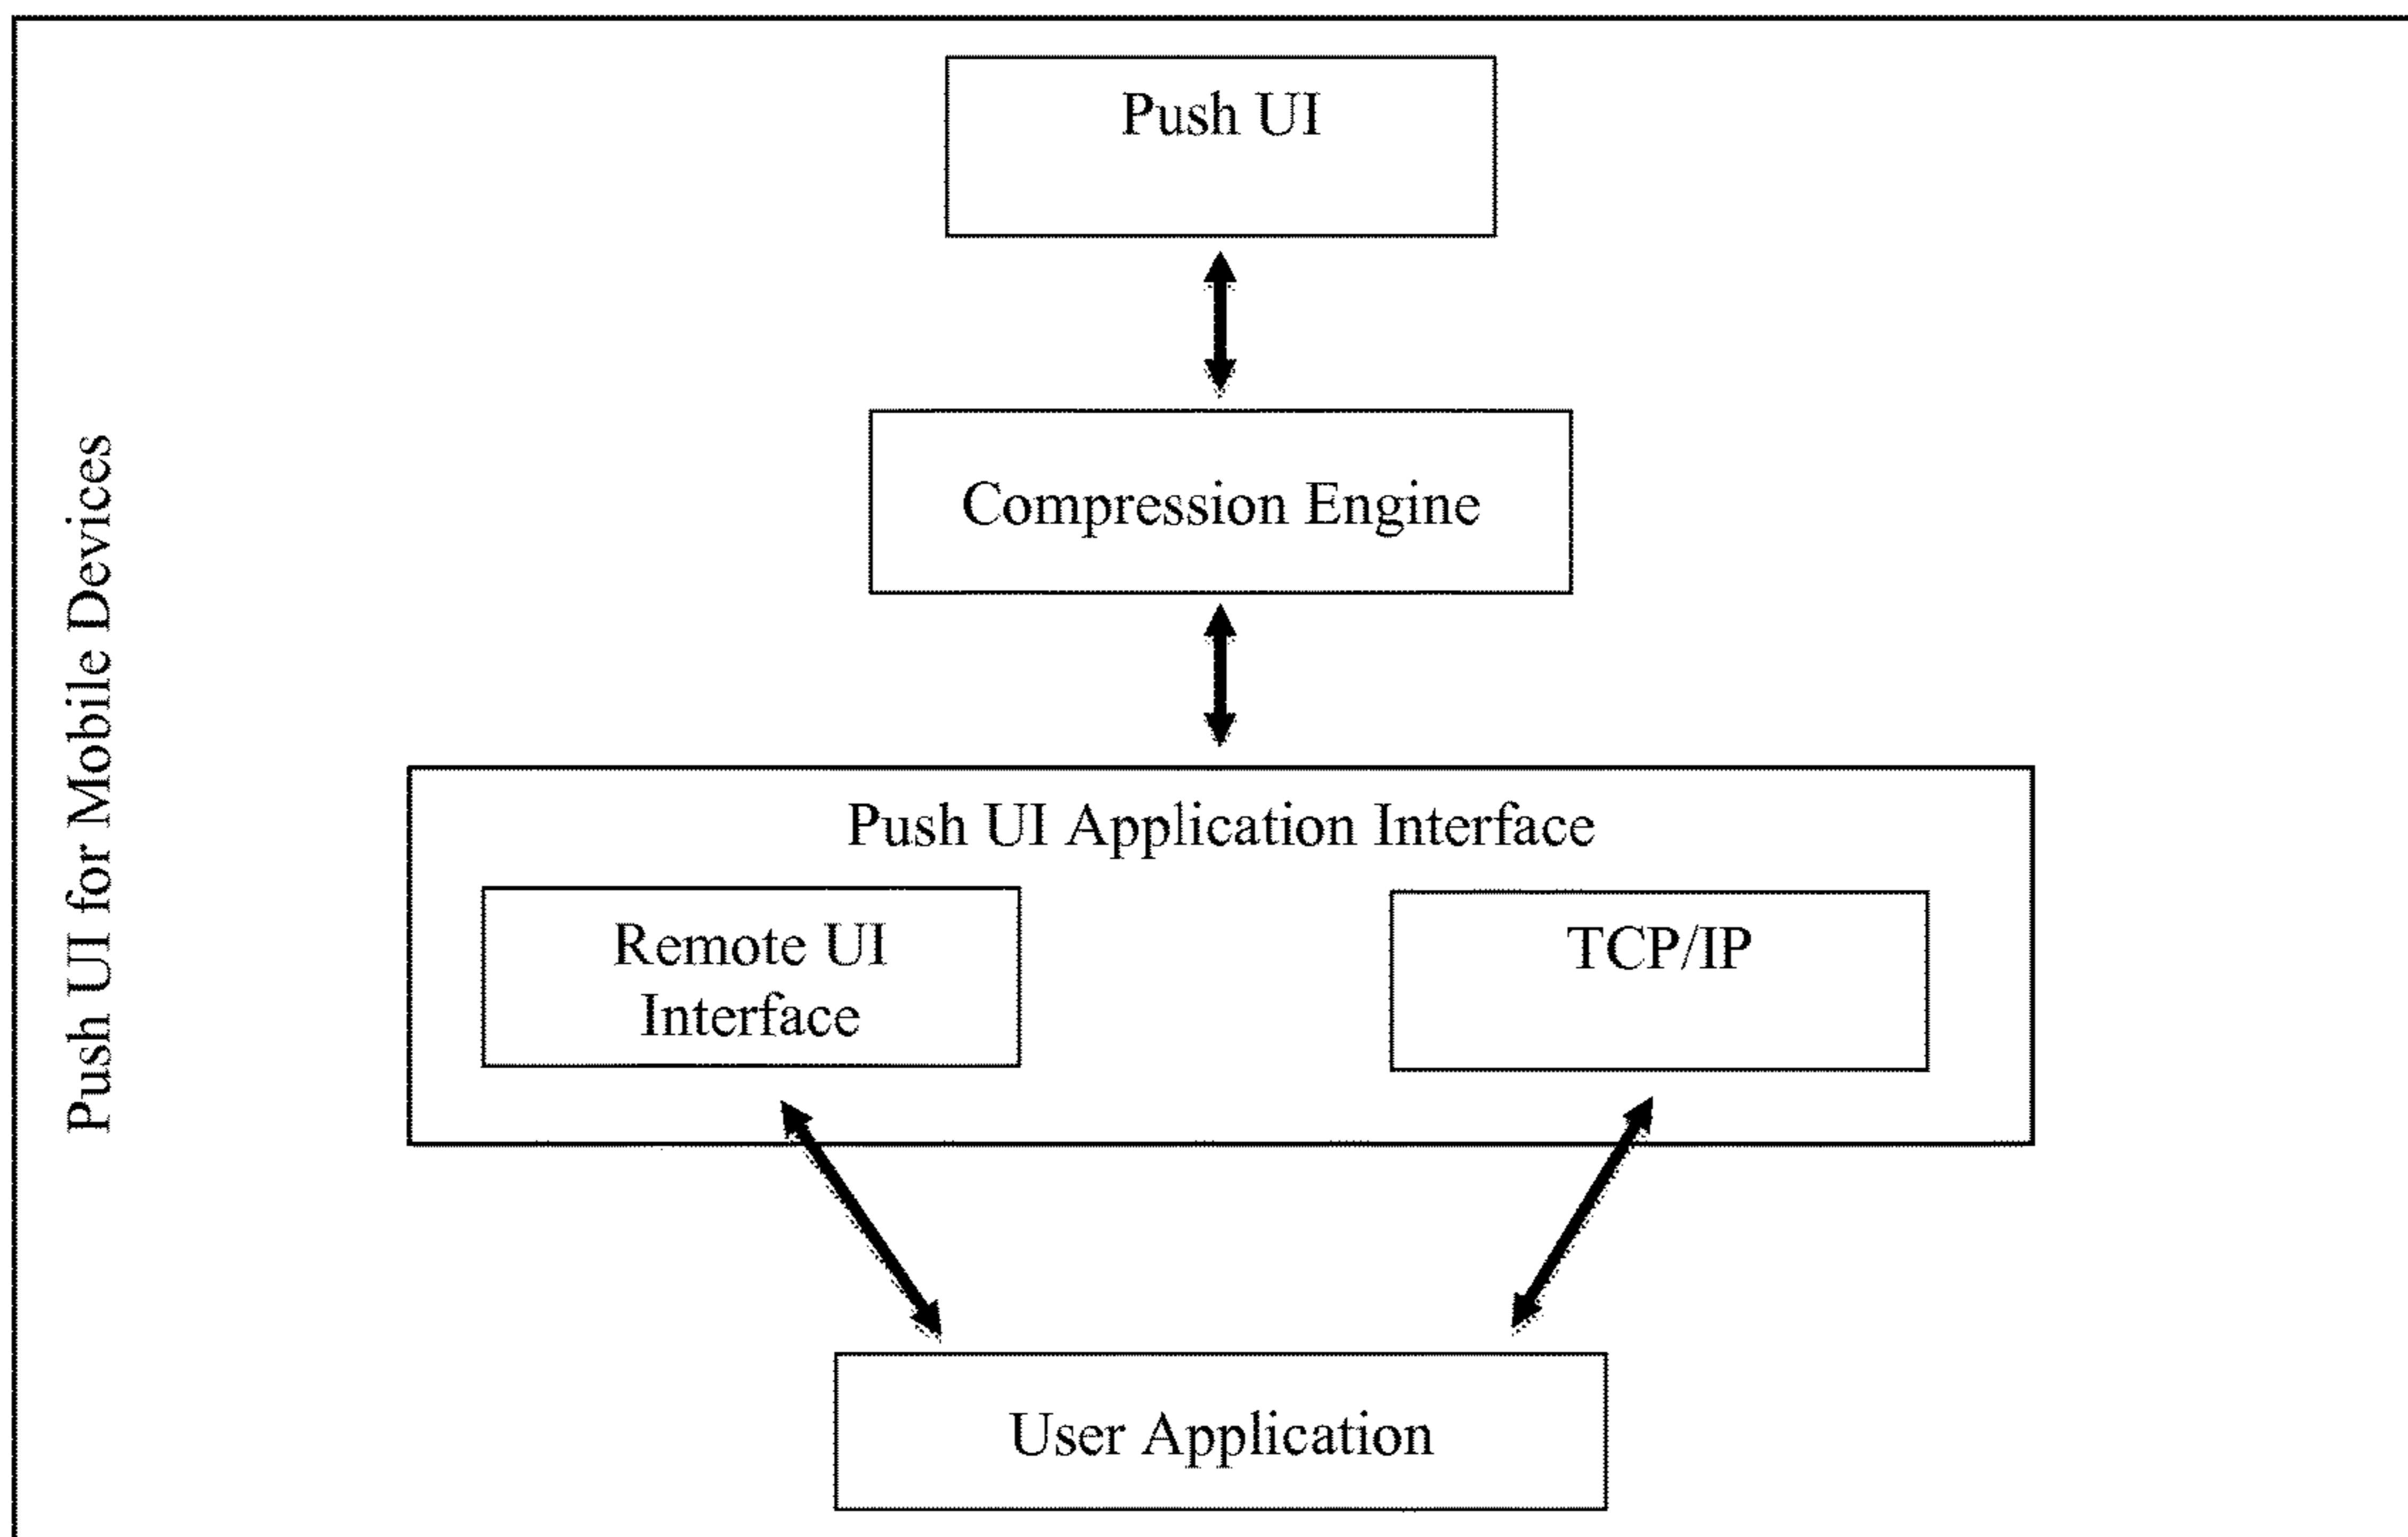 Push UI for Mobile Devices
Push UI
Compression Engine
Push UI Application Interface
Remote UI
Interface
TCP/IP
User Application